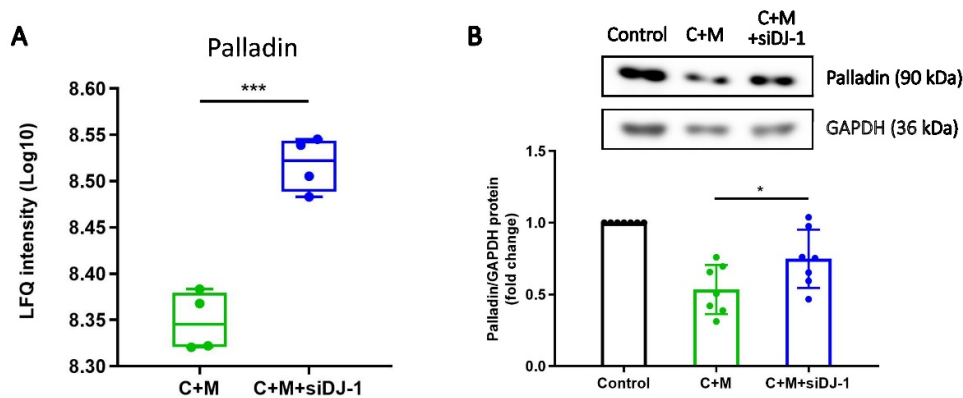 A
Palladin
8.60
8.55
8.50
8.45
8.40
8.35
8.30
LFQ intensity (Log10)
***
C+M
C+M+siDJ-1
B
Control
C+M
C+M
+siDJ-1
Palladin (90 kDa)
GAPDH (36 kDa)
1.5
1.0
0.5
0.0
Palladin/GAPDH protein
(fold change)
*
Control
C+M
C+M+siDJ-1